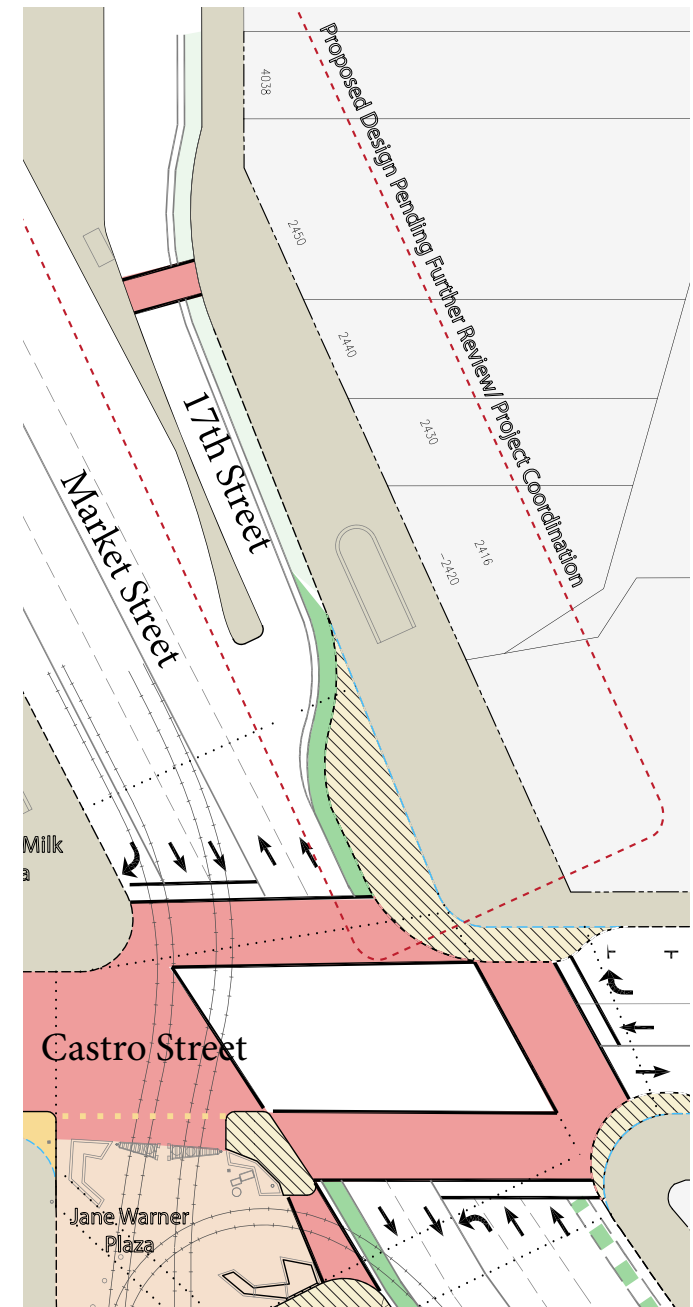 4038
Proposed Design Pending Further Review/ Project Coordination
2450
2440
17th Street
2430
Market Street
2416
-2420
Milk
a
Castro Street
Jane Warner
Plaza